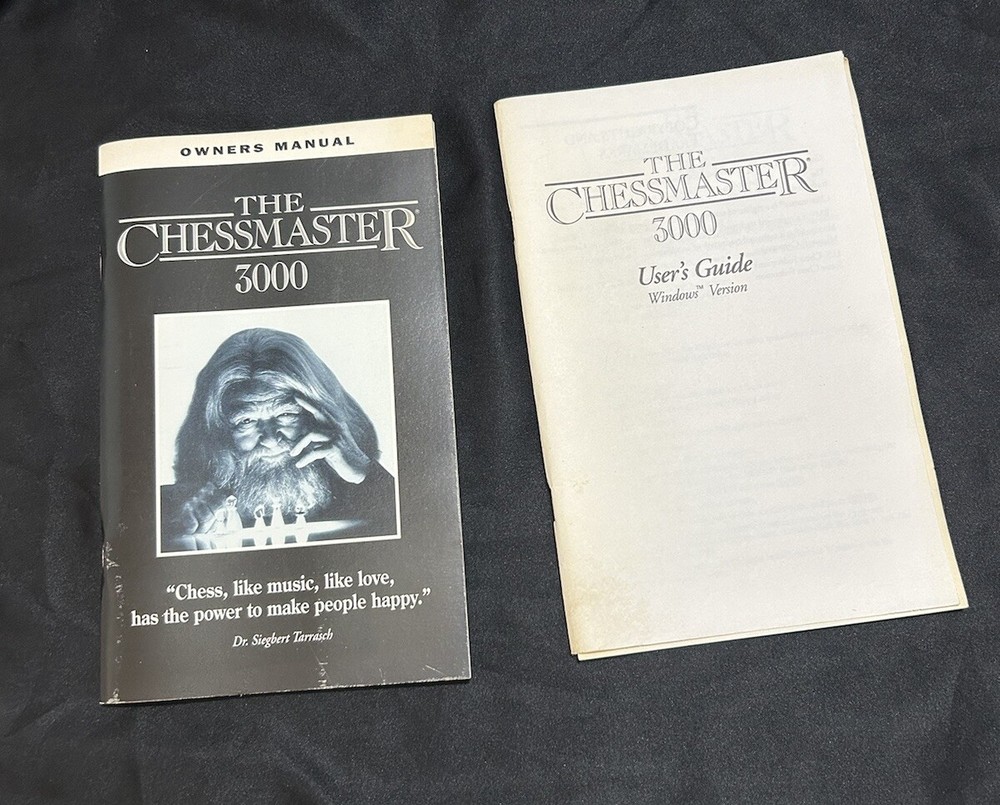 OWNERS MANUAL
THE
CHESSMASTER®
3000
“Chess, like music, like love,
has the power to make people happy.”
Dr. Siegbert Tarrasch
THE
CHESSMASTER®
3000
User's Guide
Windows™ Version